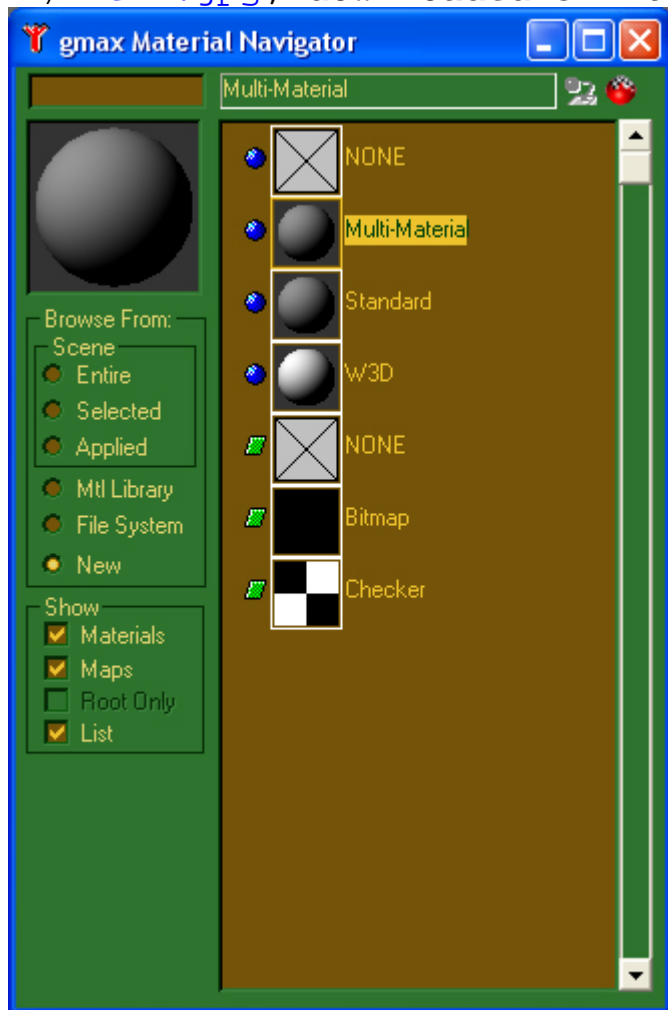 gmax Material Navigator
Multi-Material
NONE
Multi-Material
Standard
W3D
NONE
Bitmap
Checker
Browse From:
Scene
Entire
Selected
Applied
Mtl Library
File System
New
Show
Materials
Maps
Root Only
List